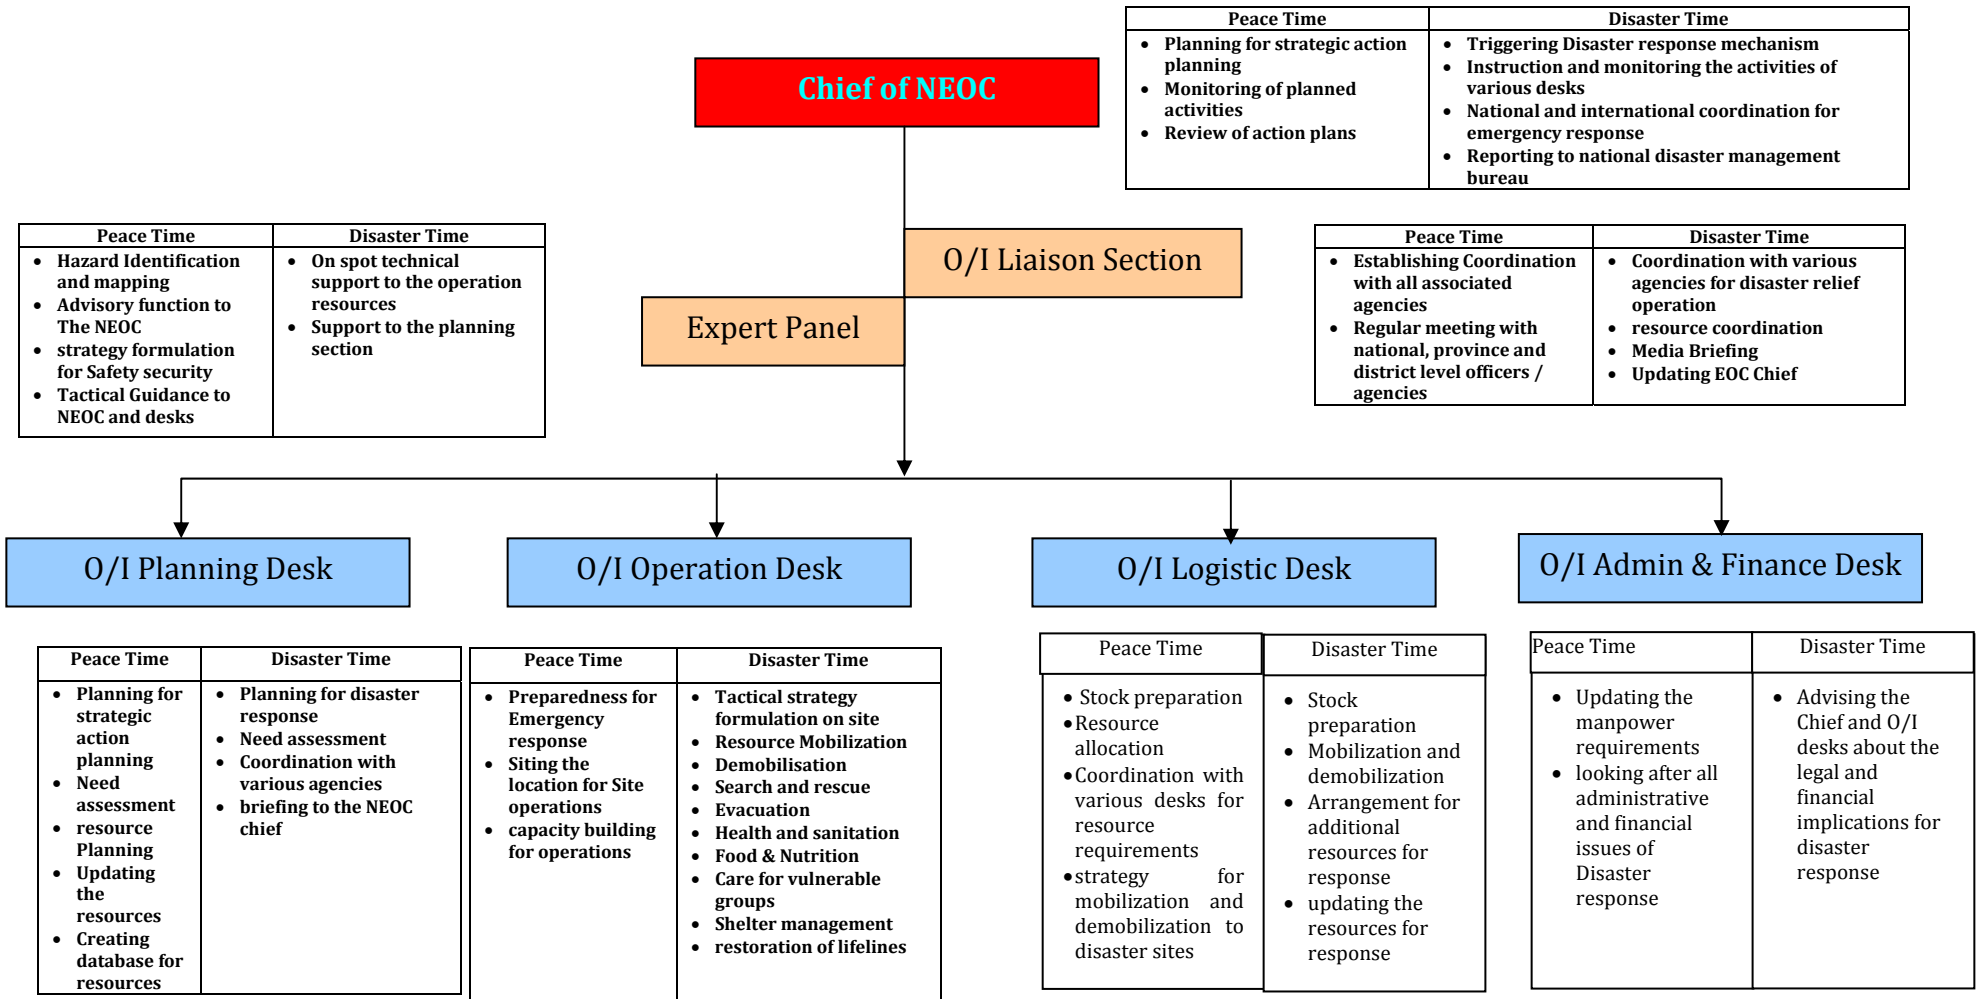 Peace Time
Disaster Time
• Planning for strategic action
planning
• Monitoring of planned
activities
• Review of action plans
• Triggering Disaster response mechanism
• Instruction and monitoring the activities of
various desks
• National and international coordination for
emergency response
• Reporting to national disaster management
bureau
Chief of NEOC
Peace Time
Disaster Time
• Hazard Identification
and mapping
• Advisory function to
The NEOC
• strategy formulation
for Safety security
• Tactical Guidance to
NEOC and desks
• On spot technical
support to the operation
resources
• Support to the planning
section
O/I Liaison Section
Expert Panel
Peace Time
Disaster Time
• Establishing Coordination
with all associated
agencies
• Regular meeting with
national, province and
district level officers /
agencies
• Coordination with various
agencies for disaster relief
operation
• resource coordination
• Media Briefing
• Updating EOC Chief
O/I Planning Desk
O/I Operation Desk
O/I Logistic Desk
O/I Admin & Finance Desk
Peace Time
Disaster Time
• Planning for
strategic
action
planning
• Need
assessment
• resource
Planning
• Updating
the
resources
• Creating
database for
resources
• Planning for disaster
response
• Need assessment
• Coordination with
various agencies
• briefing to the NEOC
chief
Peace Time
Disaster Time
• Preparedness for
Emergency
response
• Siting the
location for Site
operations
• capacity building
for operations
• Tactical strategy
formulation on site
• Resource Mobilization
• Demobilisation
• Search and rescue
• Evacuation
• Health and sanitation
• Food & Nutrition
• Care for vulnerable
groups
• Shelter management
• restoration of lifelines
Peace Time
Disaster Time
• Stock preparation
• Resource
allocation
• Coordination with
various desks for
resource
requirements
• strategy for
mobilization and
demobilization to
disaster sites
• Stock
preparation
• Mobilization and
demobilization
• Arrangement for
additional
resources for
response
• updating the
resources for
response
Peace Time
Disaster Time
• Updating the
manpower
requirements
• looking after all
administrative
and financial
issues of
Disaster
response
• Advising the
Chief and O/I
desks about the
legal and
financial
implications for
disaster
response